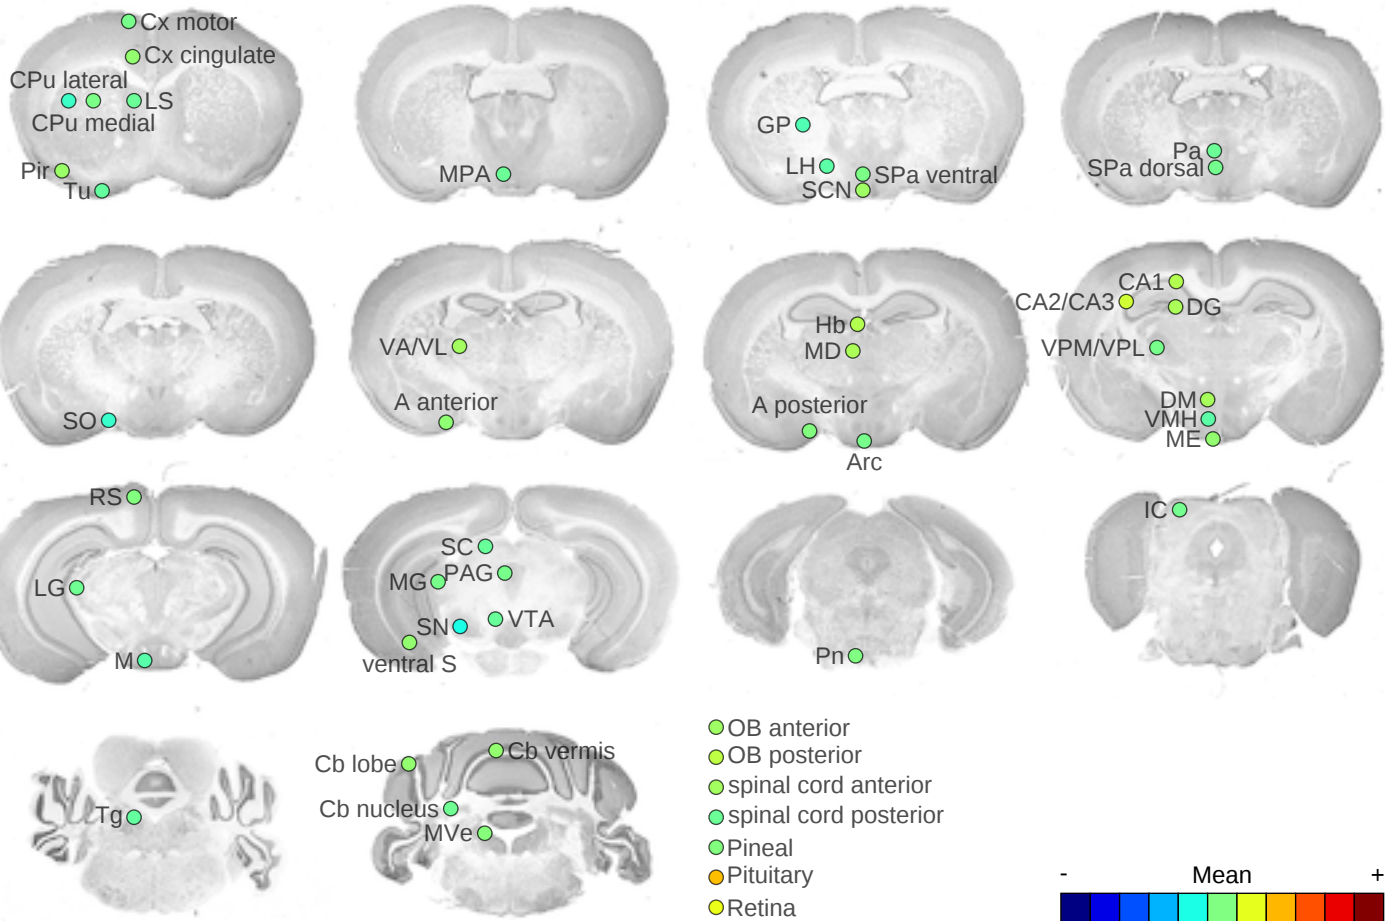 Cx motor
Cx cingulate
CPu lateral
LS
CPu medial
Pir
Tu
MPA
GP
LH
SPa ventral
SCN
Pa
SPa dorsal
SO
VA/VL
A anterior
Hb
MD
A posterior
Arc
CA1
CA2/CA3
DG
VPM/VPL
DM
VMH
ME
RS
LG
M
SC
MG
PAG
SN
VTA
ventral S
Pn
IC
Tg
Cb lobe
Cb vermis
Cb nucleus
MVe
OB anterior
OB posterior
spinal cord anterior
spinal cord posterior
Pineal
Pituitary
Retina
- Mean +